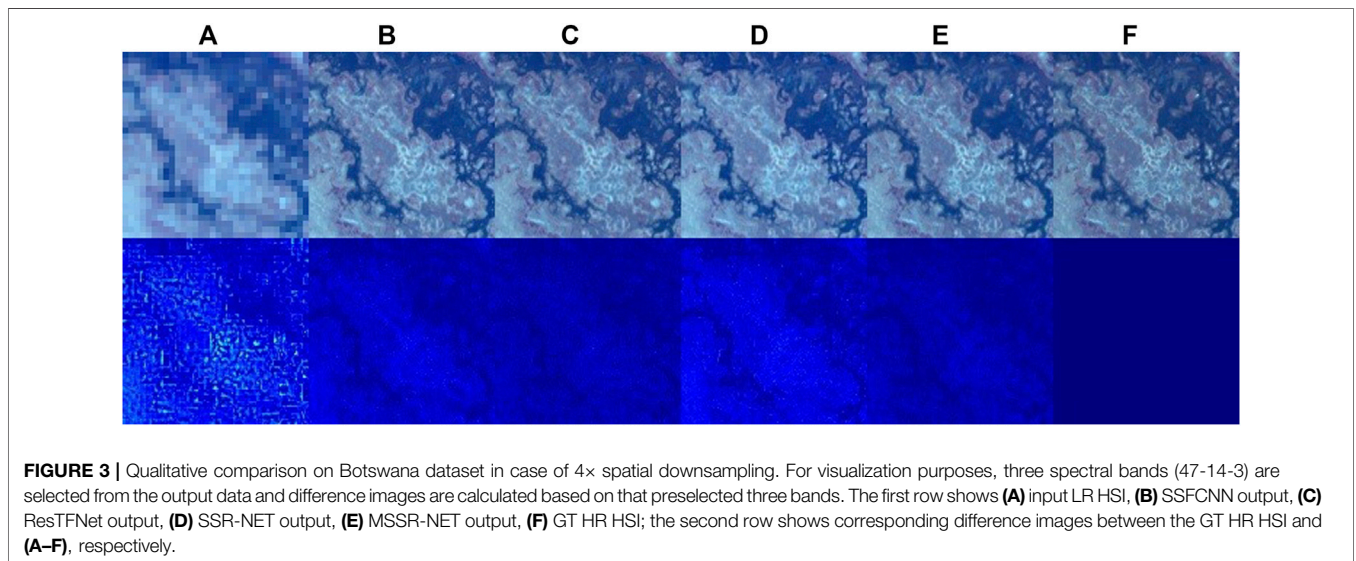 A B C D E F
FIGURE 3 | Qualitative comparison on Botswana dataset in case of 4× spatial downsampling. For visualization purposes, three spectral bands (47-14-3) are
selected from the output data and difference images are calculated based on that preselected three bands. The first row shows (A) input LR HSI, (B) SSFCNN output, (C)
ResTFNet output, (D) SSR-NET output, (E) MSSR-NET output, (F) GT HR HSI; the second row shows corresponding difference images between the GT HR HSI and
(A–F), respectively.